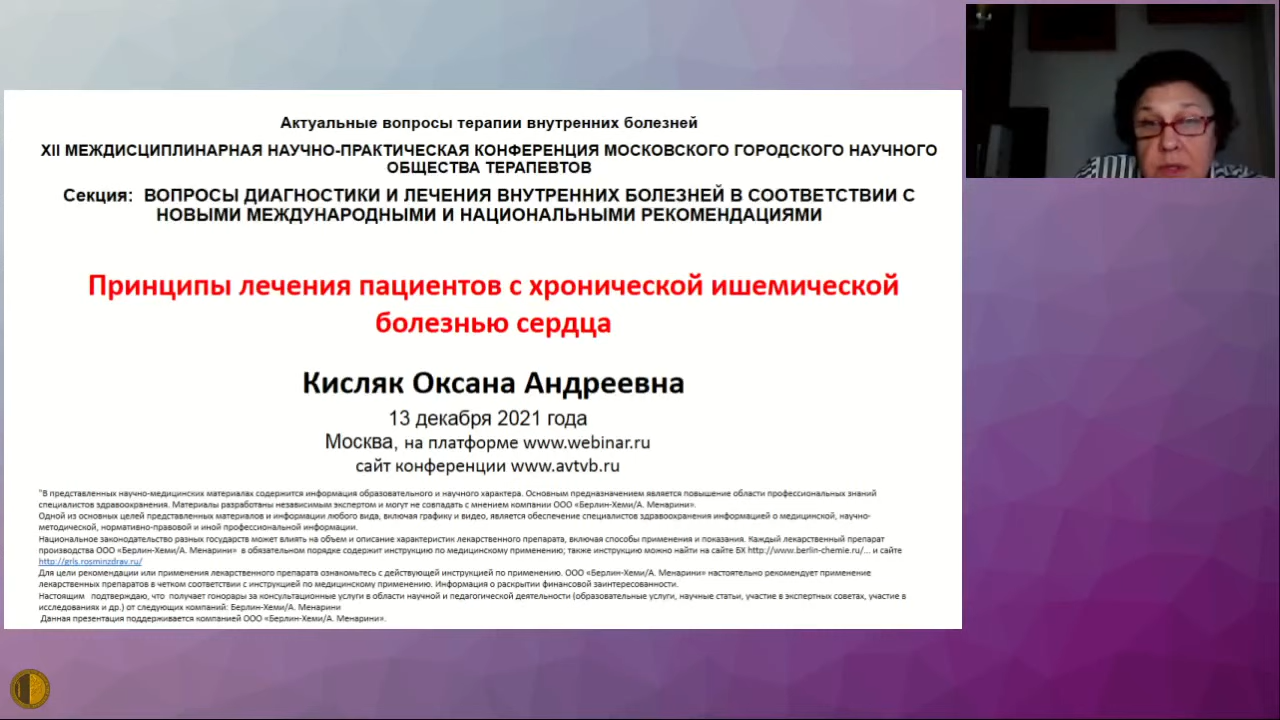 Актуальные вопросы терапии внутренних болезней
XII МЕЖДИСЦИПЛИНАРНАЯ НАУЧНО-ПРАКТИЧЕСКАЯ КОНФЕРЕНЦИЯ МОСКОВСКОГО ГОРОДСКОГО НАУЧНОГО
ОБЩЕСТВА ТЕРАПЕВТОВ
Секция: ВОПРОСЫ ДИАГНОСТИКИ И ЛЕЧЕНИЯ ВНУТРЕННИХ БОЛЕЗНЕЙ В СООТВЕТСТВИИ С
НОВЫМИ МЕЖДУНАРОДНЫМИ И НАЦИОНАЛЬНЫМИ РЕКОМЕНДАЦИЯМИ
Принципы лечения пациентов с хронической ишемической
болезнью сердца
Кисляк Оксана Андреевна
13 декабря 2021 года
Москва, на платформе www.webinar.ru
сайт конференции www.avtvb.ru
"В представленных научно-медицинских материалах содержится информация образовательного и научного характера. Основным предназначением является повышение области профессиональных знаний
специалистов здравоохранения. Материалы разработаны независимым экспертом и могут не совпадать с мнением компании ООО «Берлин-Хеми/А. Менарини».
Одной из основных целей представленных материалов и информации любого вида, включая графику и видео, является обеспечение специалистов здравоохранения информацией о медицинской, научно-
методической, нормативно-правовой и иной профессиональной информации.
Национальное законодательство разных государств может влиять на объем и описание характеристик лекарственного препарата, включая способы применения и показания. Каждый лекарственный препарат
производства ООО «Берлин-Хеми/А. Менарини» в обязательном порядке содержит инструкцию по медицинскому применению; также инструкцию можно найти на сайте БХ http://www.berlin-chemie.ru/... и сайте
http://grls.rosminzdrav.ru/
Для цели рекомендации или применения лекарственного препарата ознакомьтесь с действующей инструкцией по применению. ООО «Берлин-Хеми/А. Менарини» настоятельно рекомендует применение
лекарственных препаратов в четком соответствии с инструкцией по медицинскому применению. Информация о раскрытии финансовой заинтересованности.
Настоящим подтверждаю, что получает гонорары за консультационные услуги в области научной и педагогической деятельности (образовательные услуги, научные статьи, участие в экспертных советах, участие в
исследованиях и др.) от следующих компаний: Берлин-Хеми/А. Менарини
Данная презентация поддерживается компанией ООО «Берлин-Хеми/А. Менарини».